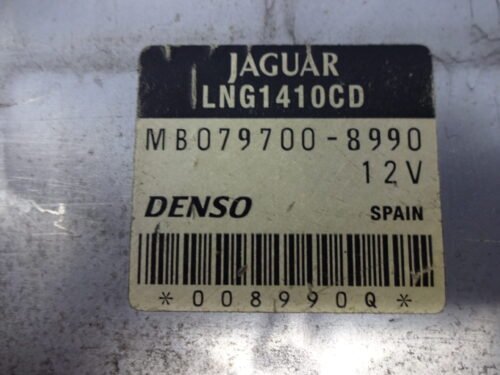 JAGUAR
LNG1410CD
MB079700-8990
12V
DENSO SPAIN
*008990Q*